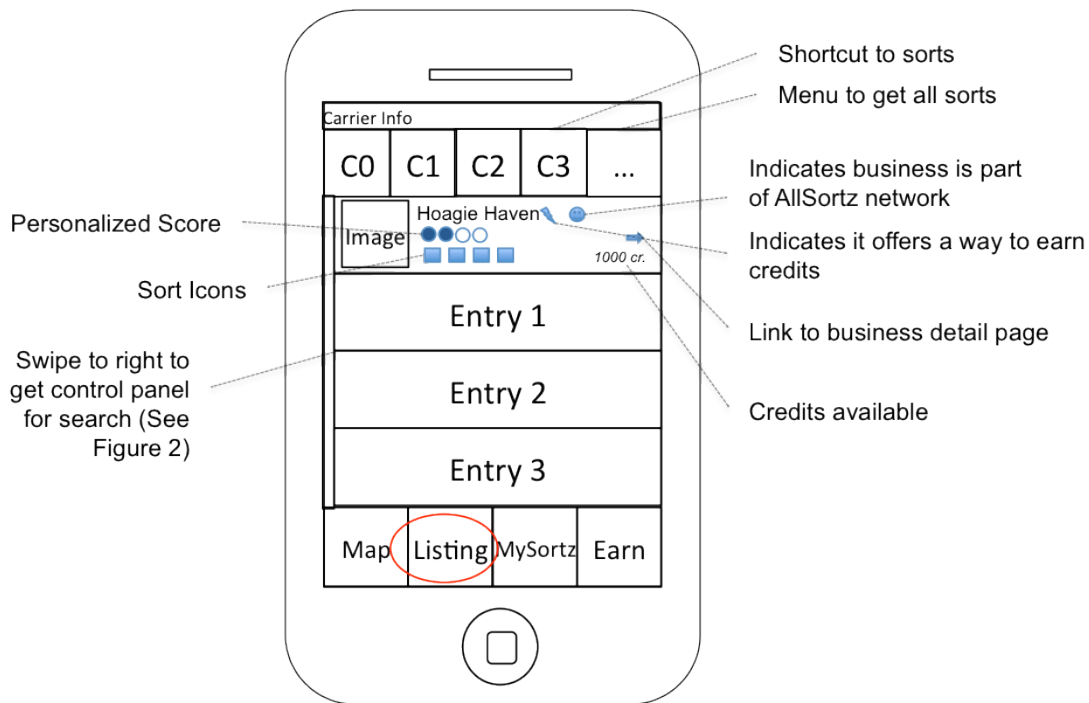 Shortcut to sorts
Menu to get all sorts
Carrier Info
C0 C1 C2 C3 ...
Indicates business is part
of AllSortz network
Personalized Score
Image
Hoagie Haven
Indicates it offers a way to earn
credits
1000 cr.
Sort Icons
Entry 1
Link to business detail page
Swipe to right to
get control panel
for search (See
Figure 2)
Entry 2
Credits available
Entry 3
Map Listing MySortz Earn